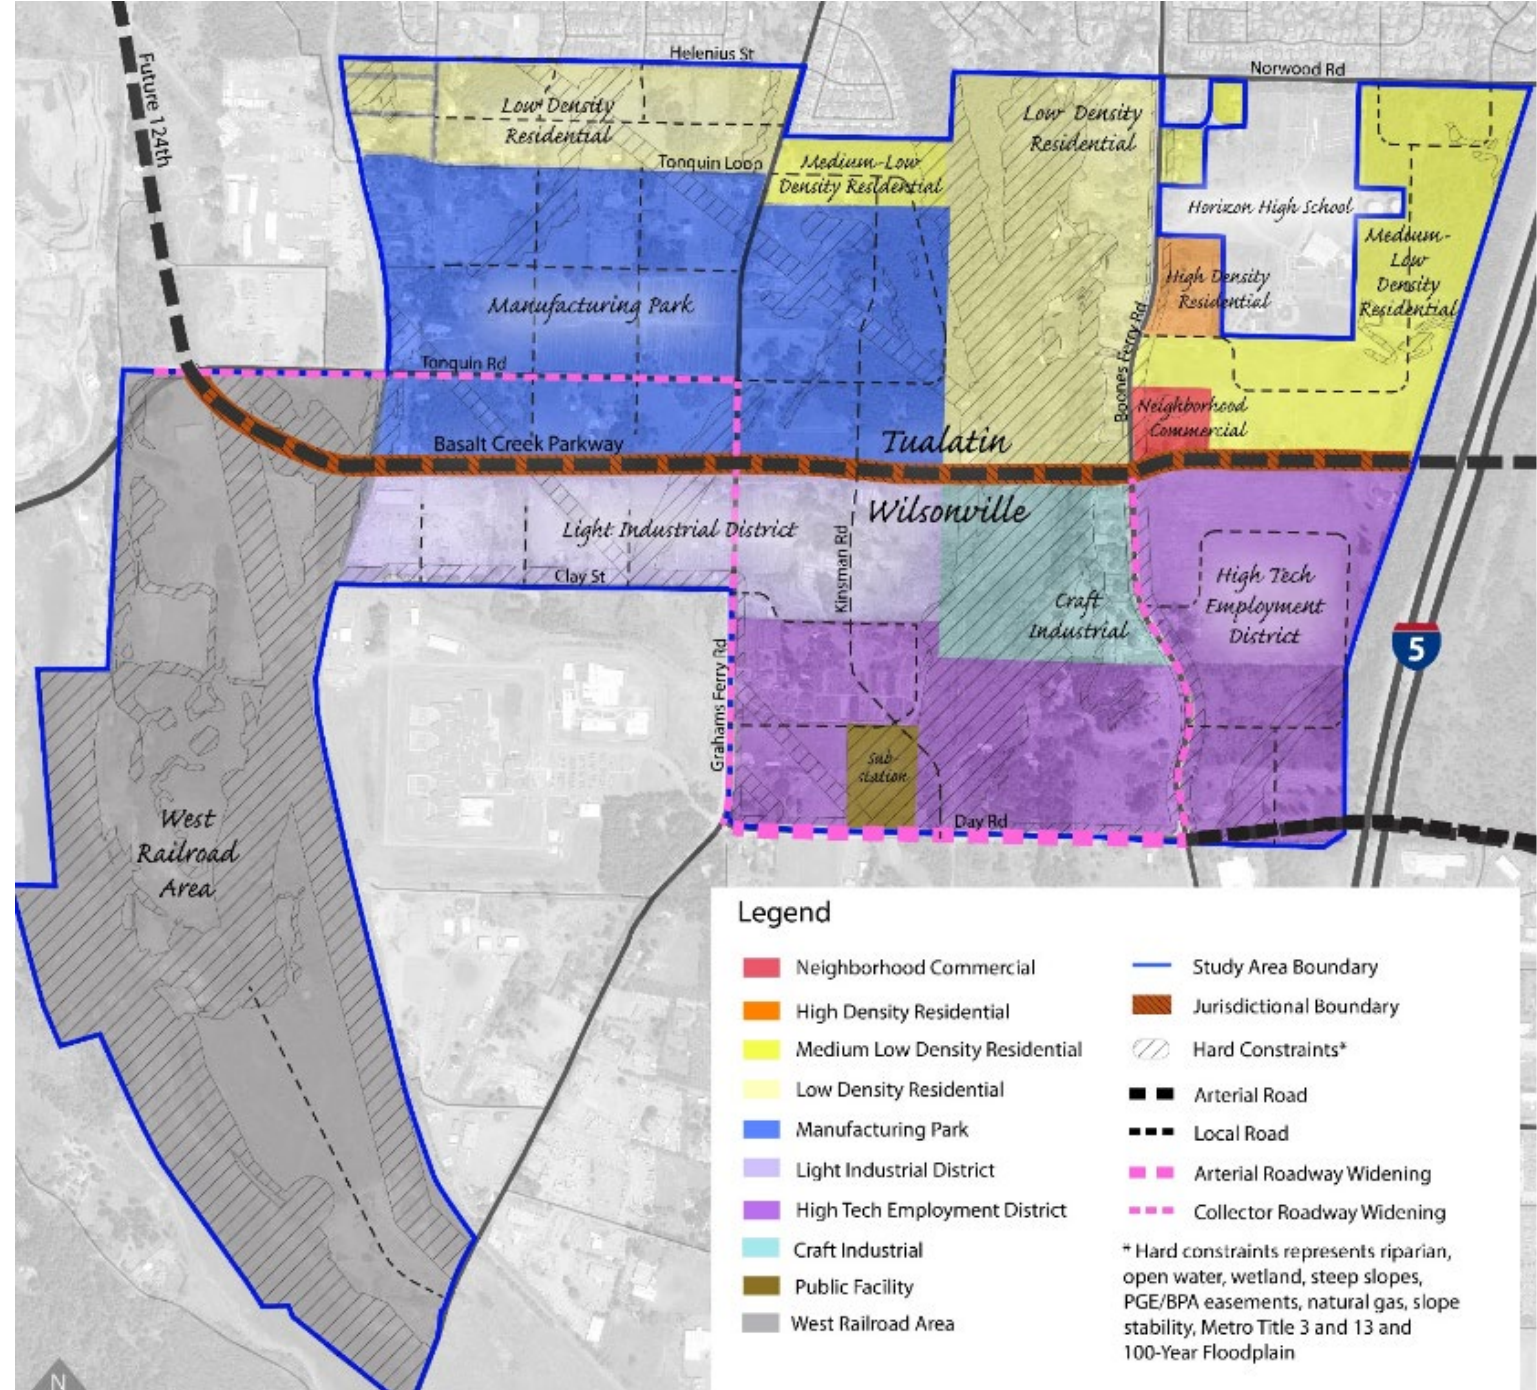 Helenius St
Norwood Rd
Future 124th
Low Density
Residential
Low Density
Residential
Tonquin Loop
Medium-Low
Density Residential
Horizon High School
Medium-
Low
Density
Residential
High Density
Residential
Manufacturing Park
Boones Ferry Rd
Tonquin Rd
Neighborhood
Commercial
Basalt Creek Parkway
Tualatin
Wilsonville
Light Industrial District
Kinsman Rd
Clay St
High Tech
Employment
District
Craft
Industrial
5
Grahams Ferry Rd
Sub-
station
Day Rd
West
Railroad
Area
Legend
Neighborhood Commercial
High Density Residential
Medium Low Density Residential
Low Density Residential
Manufacturing Park
Light Industrial District
High Tech Employment District
Craft Industrial
Public Facility
West Railroad Area
Study Area Boundary
Jurisdictional Boundary
Hard Constraints*
Arterial Road
Local Road
Arterial Roadway Widening
Collector Roadway Widening
* Hard constraints represents riparian,
open water, wetland, steep slopes,
PGE/BPA easements, natural gas, slope
stability, Metro Title 3 and 13 and
100-Year Floodplain
N